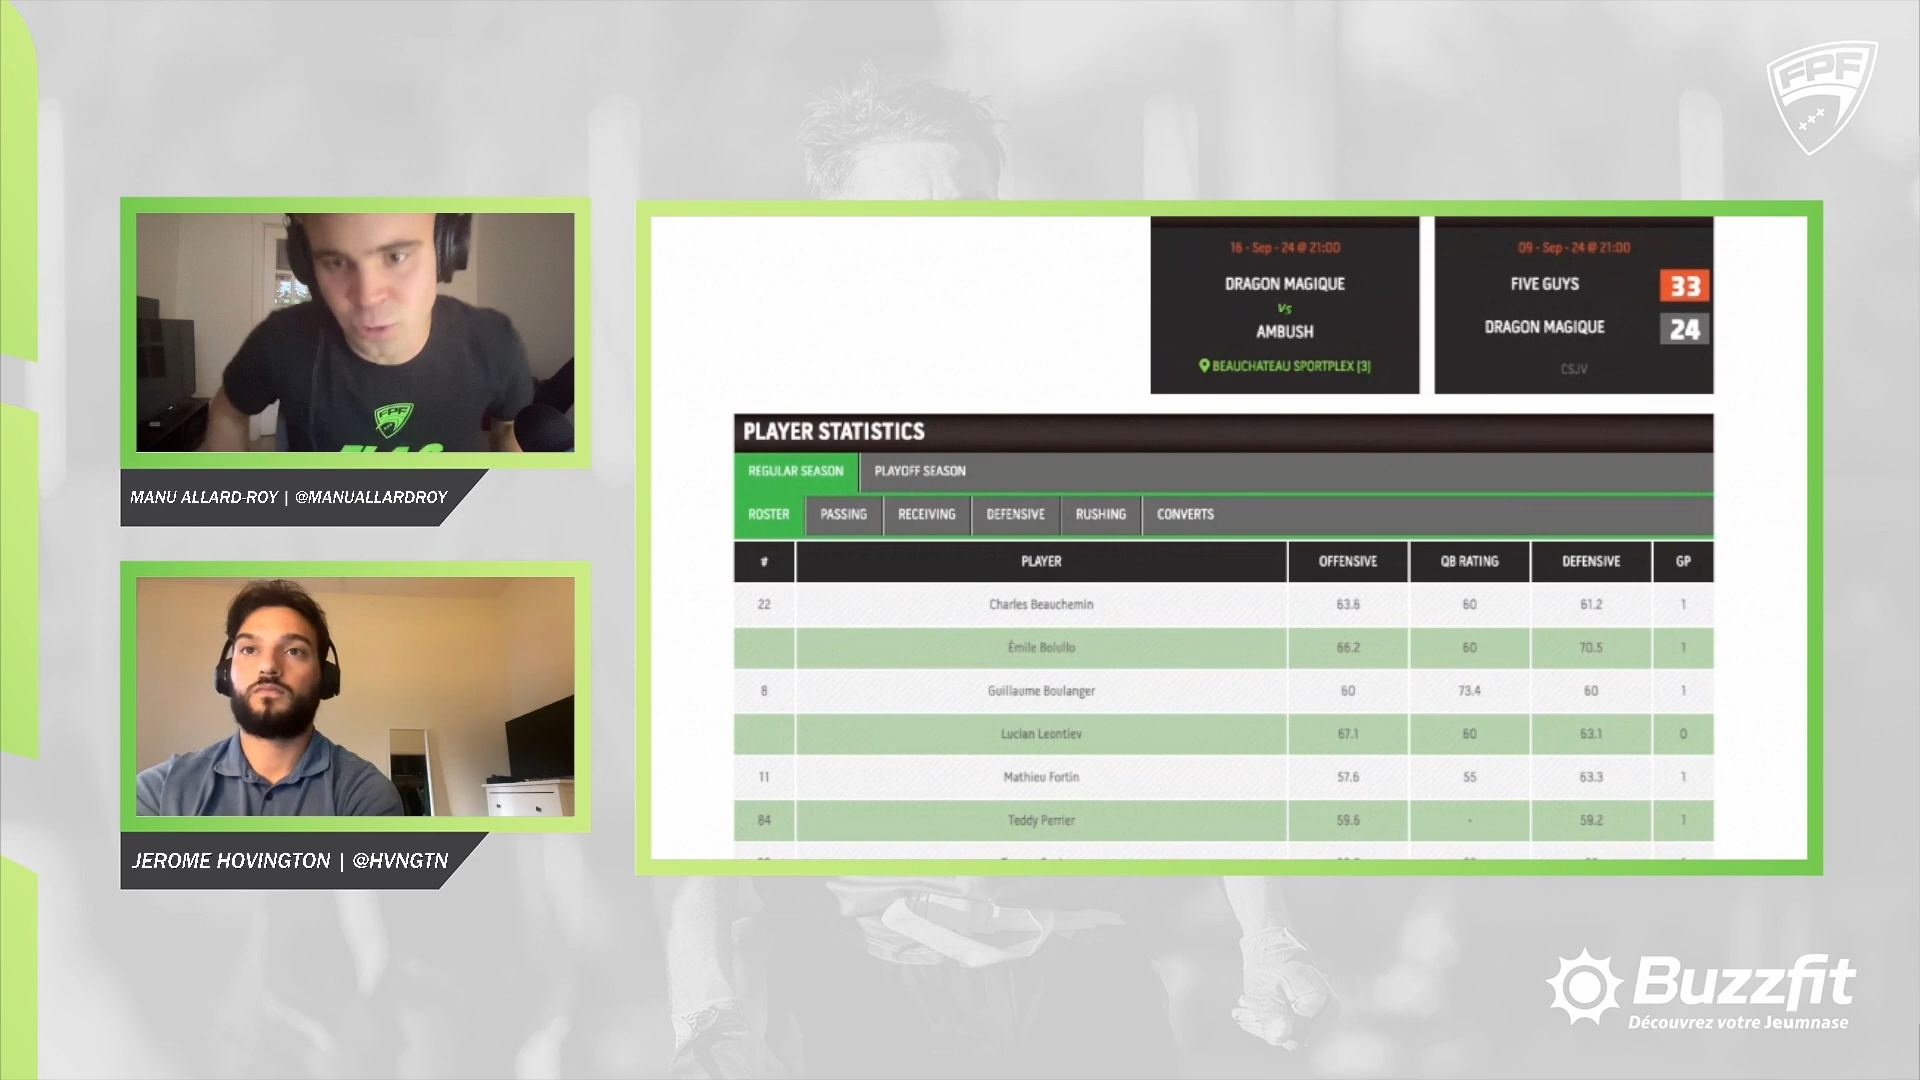 FPF
FPF
MANU ALLARD-ROY | @MANUALLARDROY
JEROME HOVINGTON | @HVNGTN
16 - Sep - 24 @ 21:00
DRAGON MAGIQUE
VS
AMBUSH
BEAUCHATEAU SPORTPLEX [3]
09 - Sep - 24 @ 21:00
FIVE GUYS 33
DRAGON MAGIQUE 24
CSJV
PLAYER STATISTICS
REGULAR SEASON PLAYOFF SEASON
ROSTER PASSING RECEIVING DEFENSIVE RUSHING CONVERTS
# PLAYER OFFENSIVE QB RATING DEFENSIVE GP
22 Charles Beauchemin 63.6 60 61.2 1
Émile Bolullo 66.2 60 70.5 1
8 Guillaume Boulanger 60 73.4 60 1
Lucian Leontiev 67.1 60 63.1 0
11 Mathieu Fortin 57.6 55 63.3 1
84 Teddy Perrier 59.6 - 59.2 1
Buzzfit
Découvrez votre Jeumnase